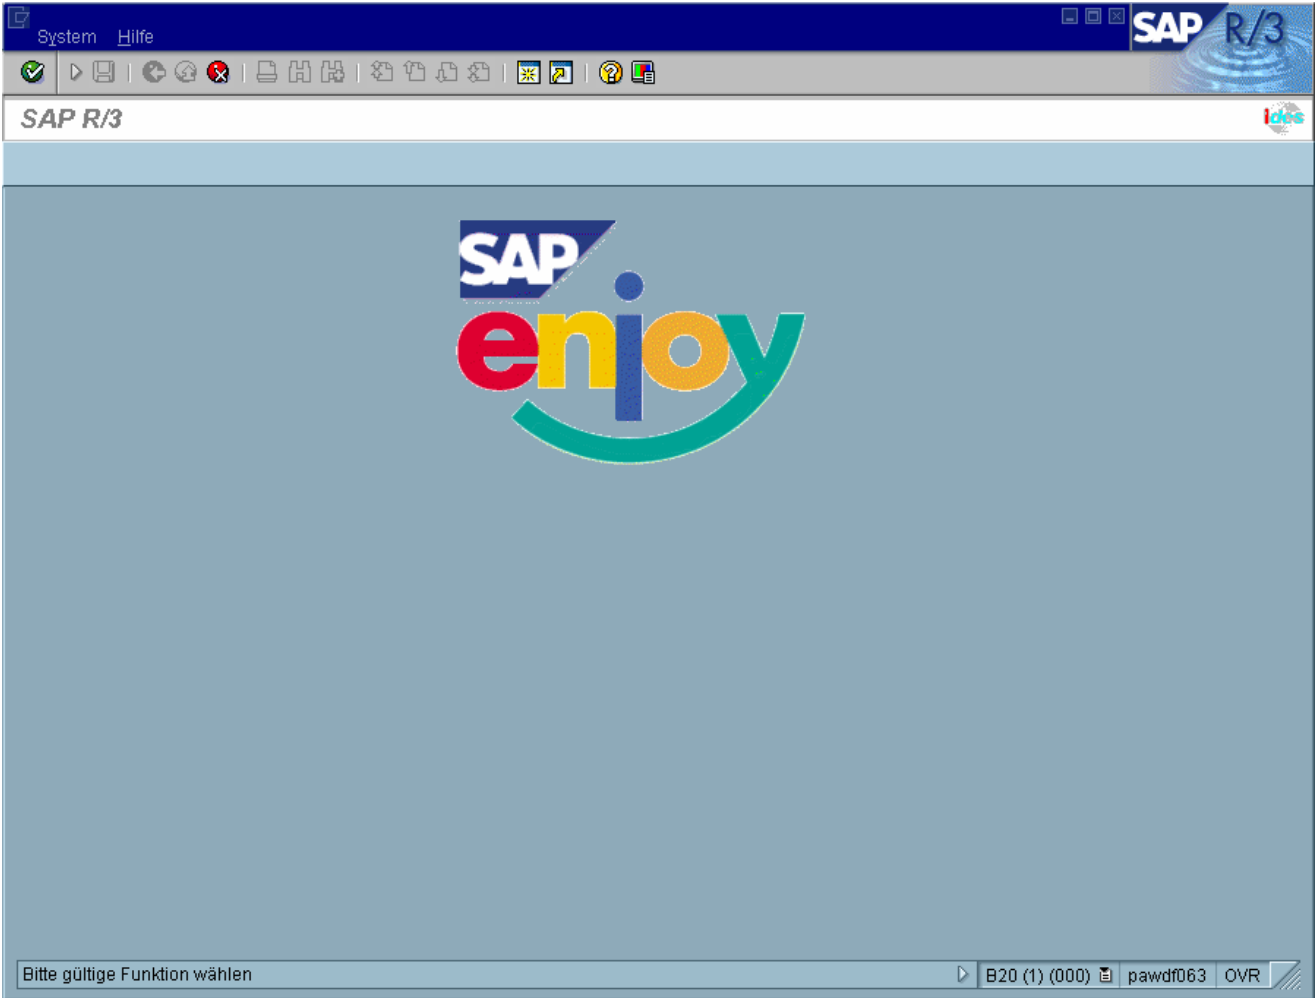 System Hilfe
SAP R/3
SAP R/3
ides
SAP
enjoy
Bitte gültige Funktion wählen
B20 (1) (000) pawdf063 OVR